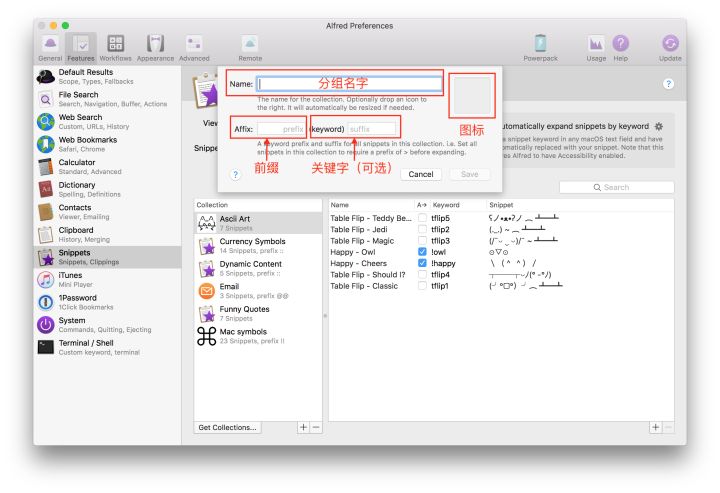 Alfred Preferences
General Features Workflows Appearance Advanced Remote Powerpack Usage Help Update
Default Results
Scope, Types, Fallbacks
File Search
Search, Navigation, Buffer, Actions
Web Search
Custom, URLs, History
Web Bookmarks
Safari, Chrome
Calculator
Standard, Advanced
Dictionary
Spelling, Definitions
Contacts
Viewer, Emailing
Clipboard
History, Merging
Snippets
Snippets, Clippings
iTunes
Mini Player
1Password
1Click Bookmarks
System
Commands, Quitting, Ejecting
Terminal / Shell
Custom keyword, terminal
Name: 分组名字
The name for the collection. Optionally drop an icon to
the right. It will automatically be resized if needed.
图标
Affix: prefix (keyword) suffix
A keyword prefix and suffix for all snippets in this collection. i.e. Set all
snippets in this collection to require a prefix of > before expanding.
前缀 关键字（可选）
? Cancel Save
?
View
Snippe
utomatically expand snippets by keyword
a snippet keyword in any macOS text field and have
matically replaced with your snippet. Note that this
res Alfred to have Accessibility enabled.
Search
Collection
Ascii Art
7 Snippets
Currency Symbols
14 Snippets, prefix ::
Dynamic Content
5 Snippets, prefix ::
Email
3 Snippets, prefix @@
Funny Quotes
7 Snippets
Mac symbols
23 Snippets, prefix !!
Get Collections... + −
Name A→ Keyword Snippet
Table Flip - Teddy Be... tflip5
Table Flip - Jedi tflip2
Table Flip - Magic tflip3
Happy - Owl !owl ⊙▽⊙
Happy - Cheers !happy \ ( ^ ^ ) /
Table Flip - Should I? tflip4
Table Flip - Classic tflip1
+ −